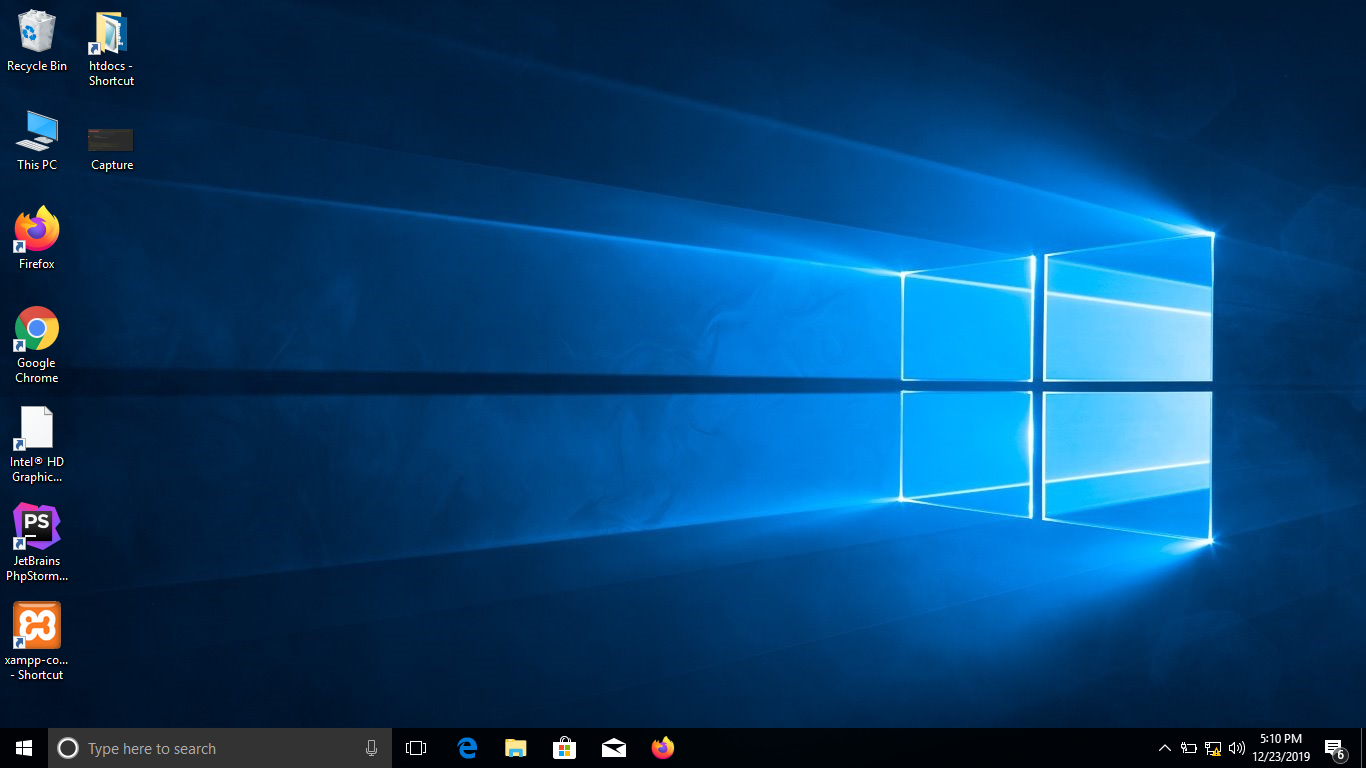 Recycle Bin
htdocs -
Shortcut
This PC
Capture
Firefox
Google
Chrome
Intel® HD
Graphic...
PS
JetBrains
PhpStorm...
xampp-co...
- Shortcut
Type here to search
5:10 PM
12/23/2019
6